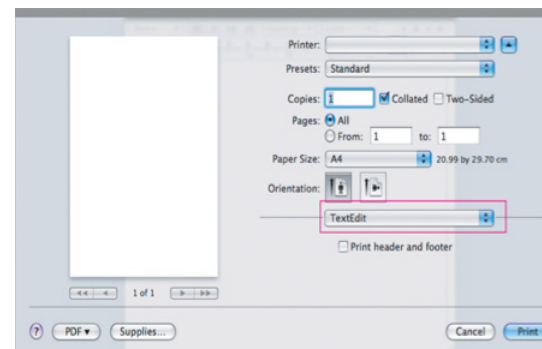 Printer:
Presets: Standard
Copies: 1 Collated Two-Sided
Pages: All
From: 1 to: 1
Paper Size: A4 20.99 by 29.70 cm
Orientation:
TextEdit
Print header and footer
1 of 1
? PDF Supplies... Cancel Print